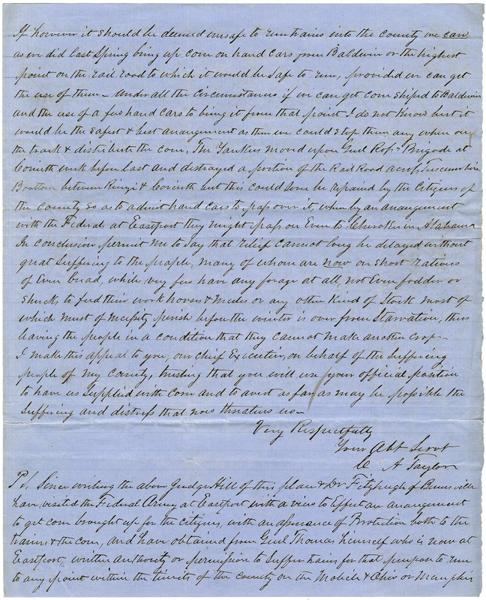 If however it should be deemed unsafe to run trains into the county we can
as we did last Spring bring up corn on hand cars from Baldwin or the highest
point on the Rail Road to which it would be safe to run, provided we can get
the use of them – Under all the Circumstances if we can get corn shiped to Baldwin
and the use of a few hand cars to bring it from that point I do not know but it
would be the safest & best arrangement as then we could stop them any where on
the track & distribute the corn, The Yankees moved upon Genl Ross' Brigade at
Corinth week before last and destroyed a portion of the Rail Road across Tuscumbia
Bottom between Rienzi & Corinth but this could soon be repaired by the Citizens of
the County so as to admit hand cars to pass over it when by an arrangement
with the Federals at Eastport they might pass on Even to Cherokee in Alabama
In conclusion permit me to say that relief cannot long be delayed without
great Suffering to the people, many of whom are now on short rations
of Even bread, while very few have any forage at all not Even fodder or
Shucks to feed their work horses & mules or any other Kind of Stock most of
which must of necessity perish before the winter is over from Starvation, thus
leaving the people in a condition that they cannot make another crop –
I make this appeal to you, our Chief Executive, on behalf of the Suffering
people of my county, trusting that you will use your official position
to have us Supplied with Corn and to avert as far as may be possible the
Suffering and distress that now threatens us –
Very Respectfully
Your Obt Servt
C A Taylor
P.S. Since writing the above Judge Hill of this place & Dr Fitzhugh of Burnsville
have visited the Federal Army at Eastport with a view to Effect an arrangement
to get corn brought up for the citizens, with an assurance of Protection both to the
trains & the corn, and have obtained from Genl Thomas himself who is now at
Eastport, written authority or permission to Suffer trains for that purpose to run
to any point within the limits of the county on the Mobile & Ohio or Memphis